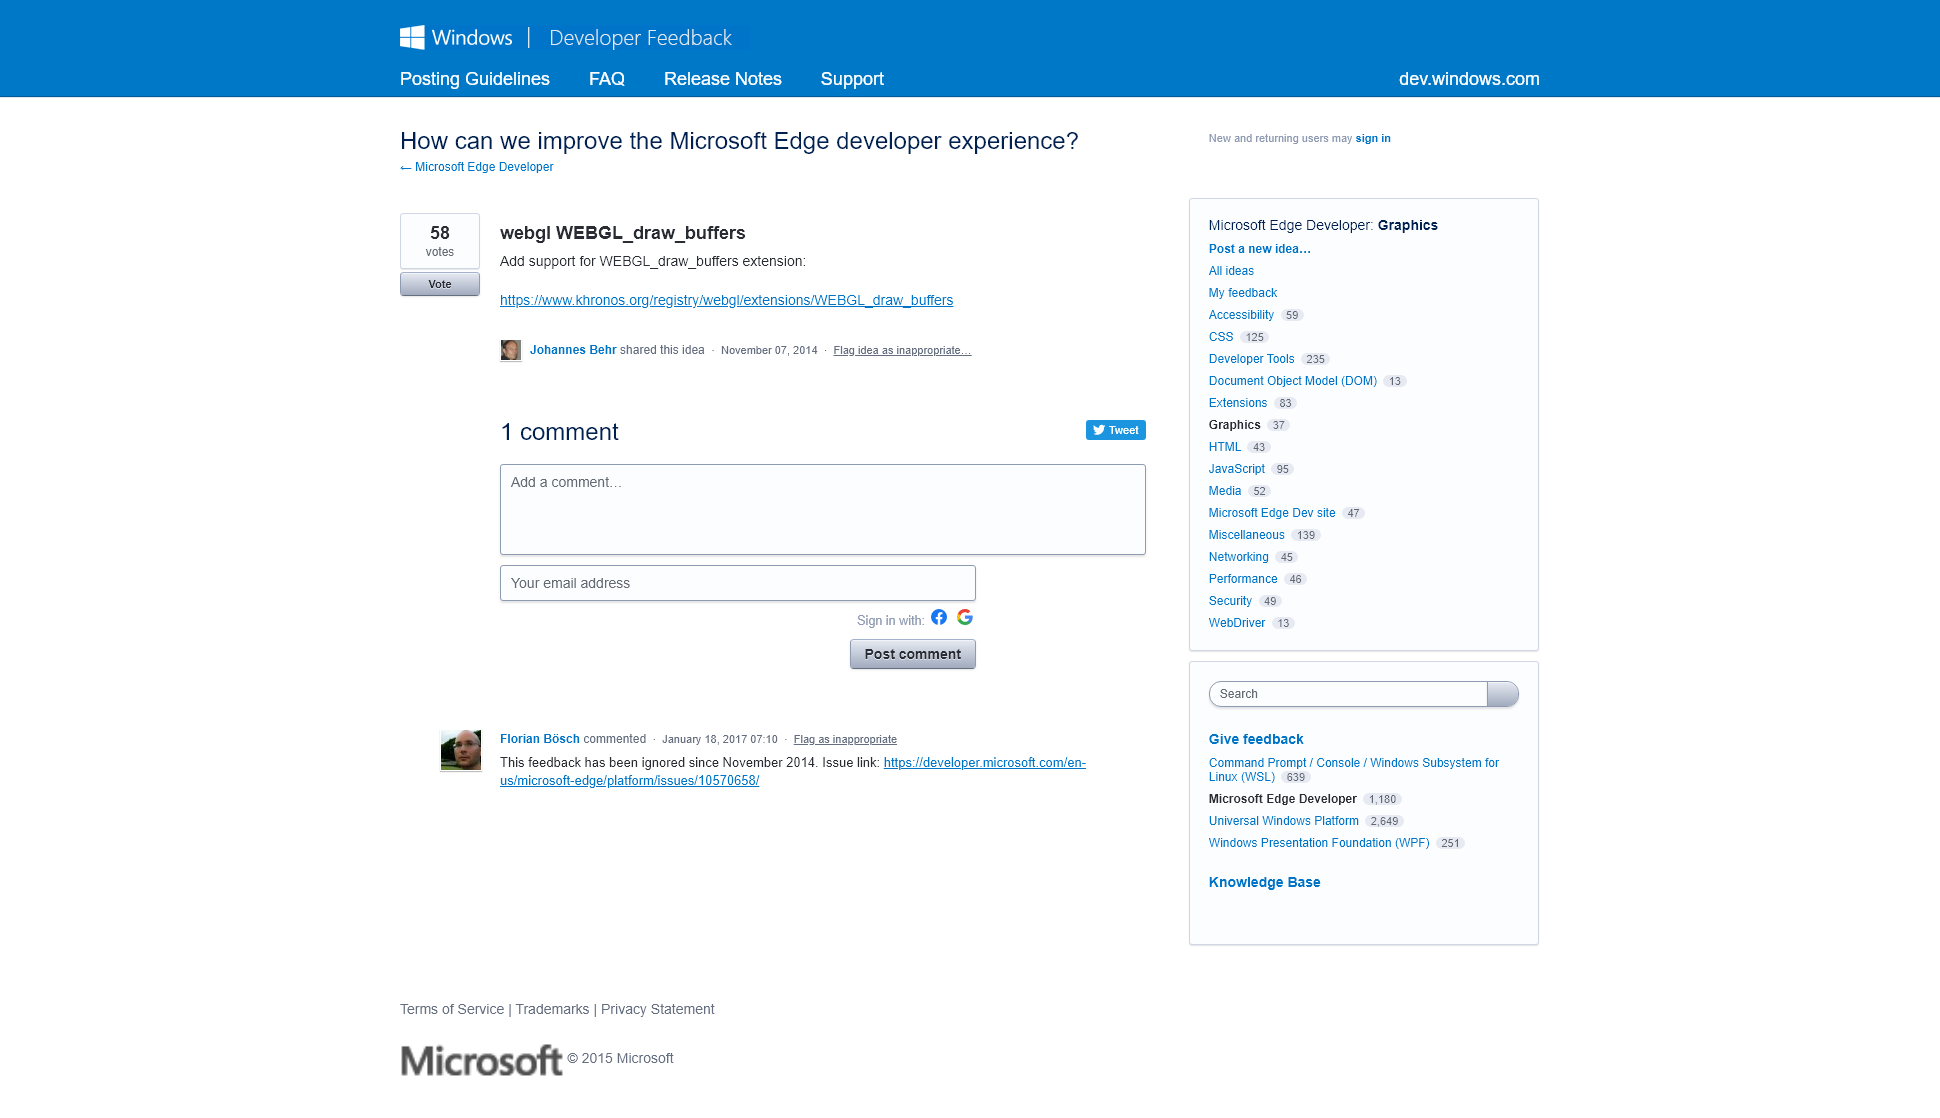 Windows | Developer Feedback
Posting Guidelines FAQ Release Notes Support dev.windows.com
How can we improve the Microsoft Edge developer experience?
← Microsoft Edge Developer
New and returning users may sign in
58
votes
Vote
webgl WEBGL_draw_buffers
Add support for WEBGL_draw_buffers extension:
https://www.khronos.org/registry/webgl/extensions/WEBGL_draw_buffers
Johannes Behr shared this idea · November 07, 2014 · Flag idea as inappropriate…
1 comment
Tweet
Add a comment…
Your email address
Sign in with:
Post comment
Florian Bösch commented · January 18, 2017 07:10 · Flag as inappropriate
This feedback has been ignored since November 2014. Issue link: https://developer.microsoft.com/en-
us/microsoft-edge/platform/issues/10570658/
Microsoft Edge Developer: Graphics
Post a new idea…
All ideas
My feedback
Accessibility 59
CSS 125
Developer Tools 235
Document Object Model (DOM) 13
Extensions 83
Graphics 37
HTML 43
JavaScript 95
Media 52
Microsoft Edge Dev site 47
Miscellaneous 139
Networking 45
Performance 46
Security 49
WebDriver 13
Search
Give feedback
Command Prompt / Console / Windows Subsystem for
Linux (WSL) 639
Microsoft Edge Developer 1,180
Universal Windows Platform 2,649
Windows Presentation Foundation (WPF) 251
Knowledge Base
Terms of Service | Trademarks | Privacy Statement
Microsoft © 2015 Microsoft